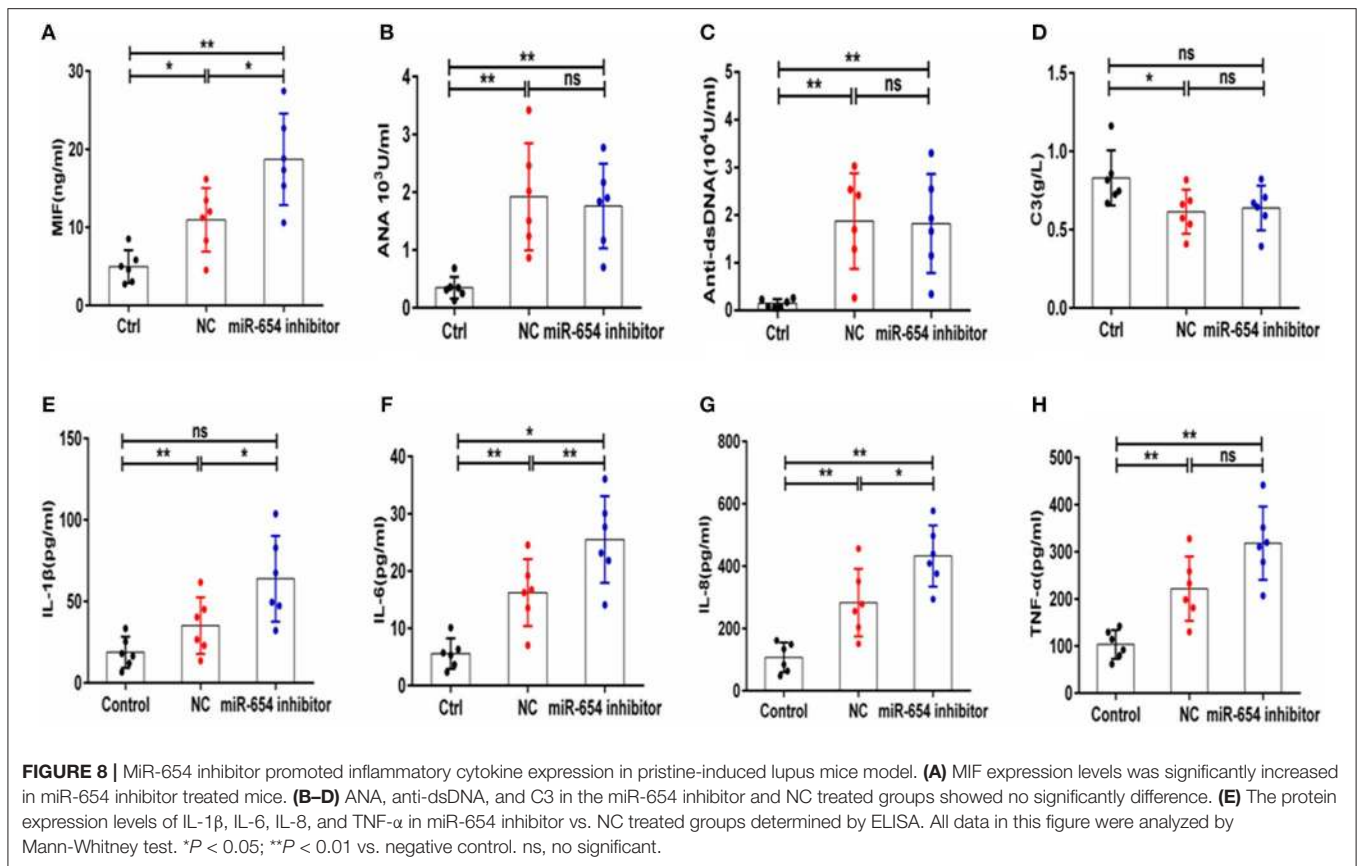 A
**
*
*
MIF(ng/ml)
30
20
10
0
Ctrl
NC
miR-654 inhibitor
B
**
**
ns
ANA 10³U/ml
4
3
2
1
0
Ctrl
NC
miR-654 inhibitor
C
**
**
ns
Anti-dsDNA(10⁴U/ml)
5
4
3
2
1
0
Ctrl
NC
miR-654 inhibitor
D
ns
*
ns
C3(g/L)
1.5
1.0
0.5
0.0
Ctrl
NC
miR-654 inhibitor
E
ns
**
*
IL-1β(pg/ml)
150
100
50
0
Control
NC
miR-654 inhibitor
F
*
**
**
IL-6(pg/ml)
40
30
20
10
0
Ctrl
NC
miR-654 inhibitor
G
**
**
*
IL-8(pg/ml)
800
600
400
200
0
Control
NC
miR-654 inhibitor
H
**
**
ns
TNF-α(pg/ml)
500
400
300
200
100
0
Control
NC
miR-654 inhibitor
FIGURE 8 | MiR-654 inhibitor promoted inflammatory cytokine expression in pristine-induced lupus mice model. (A) MIF expression levels was significantly increased
in miR-654 inhibitor treated mice. (B–D) ANA, anti-dsDNA, and C3 in the miR-654 inhibitor and NC treated groups showed no significantly difference. (E) The protein
expression levels of IL-1β, IL-6, IL-8, and TNF-α in miR-654 inhibitor vs. NC treated groups determined by ELISA. All data in this figure were analyzed by
Mann-Whitney test. *P < 0.05; **P < 0.01 vs. negative control. ns, no significant.